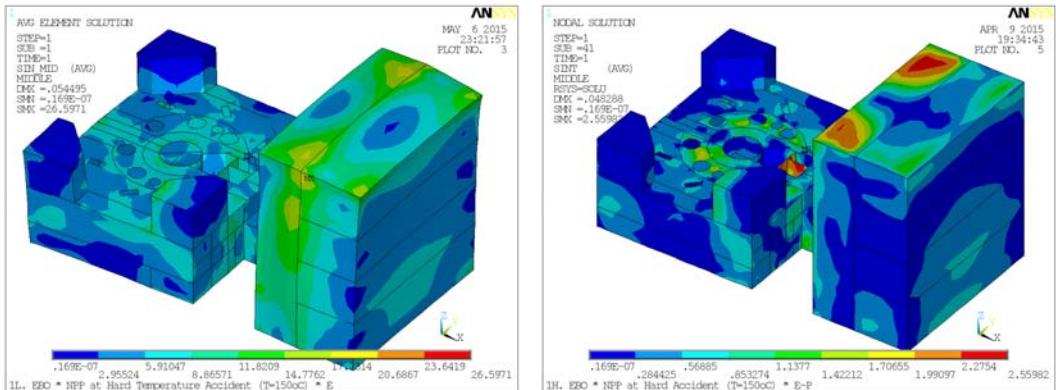 1
ANSYS
AVG ELEMENT SOLUTION
MAY 6 2015
23:21:57
PLOT NO. 3
STEP=1
SUB =1
TIME=1
SIN_MID (AVG)
MIDDLE
DMX =.054495
SMN =.169E-07
SMX =26.5971
Z
Y
X
.169E-07
2.95524
5.91047
8.86571
11.8209
14.7762
20.6867
23.6419
26.5971
1L. EBO * NPP at Hard Temperature Accident (T=150oC) * E
1
ANSYS
NODAL SOLUTION
APR 9 2015
19:34:43
PLOT NO. 5
STEP=1
SUB =41
TIME=1
SINT (AVG)
MIDDLE
RSYS=SOLU
DMX =.048288
SMN =.169E-07
SMX =2.55982
Z
Y
X
.169E-07
.284425
.56885
.853274
1.1377
1.42212
1.70655
1.99097
2.2754
2.55982
1H. EBO * NPP at Hard Temperature Accident (T=150oC) * E-P